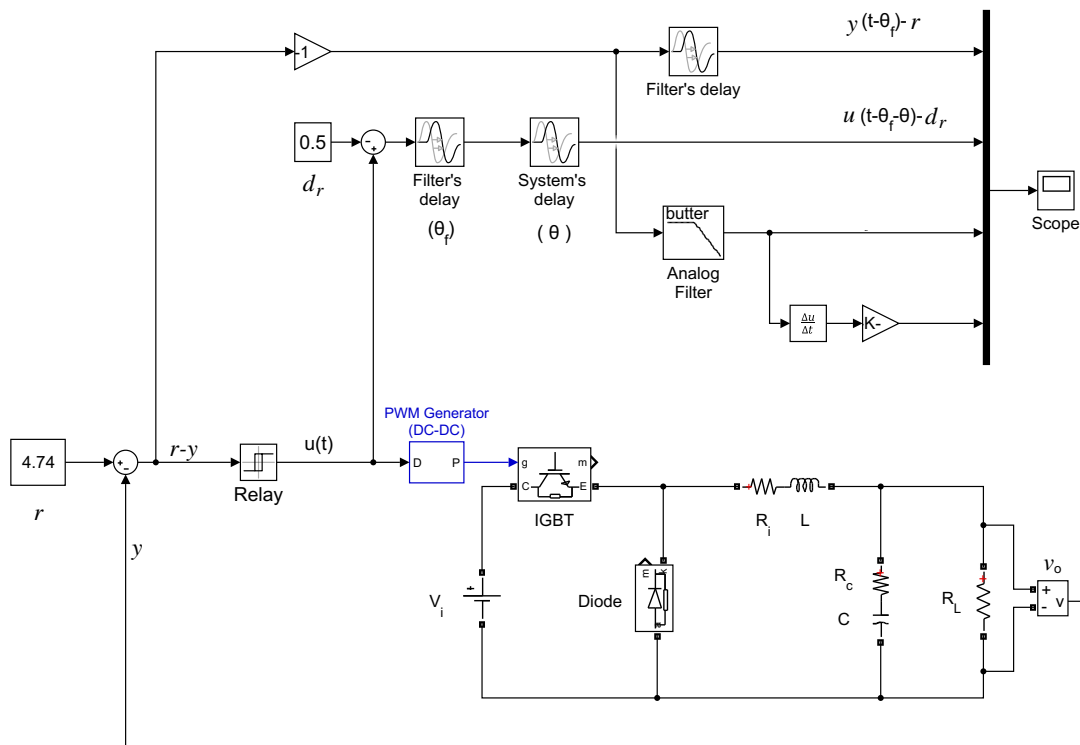 y (t-θf)-r
-1
Filter's delay
u (t-θf-θ)-dr
0.5
dr
Filter's
delay
(θf)
System's
delay
(θ)
butter
Analog
Filter
Scope
Δu
Δt
K-
PWM Generator
(DC-DC)
4.74
r
r-y
Relay
u(t)
D
P
g
m
C
E
IGBT
y
Ri
L
Vi
Diode
m
k
a
Rc
C
RL
vo
+
-
v